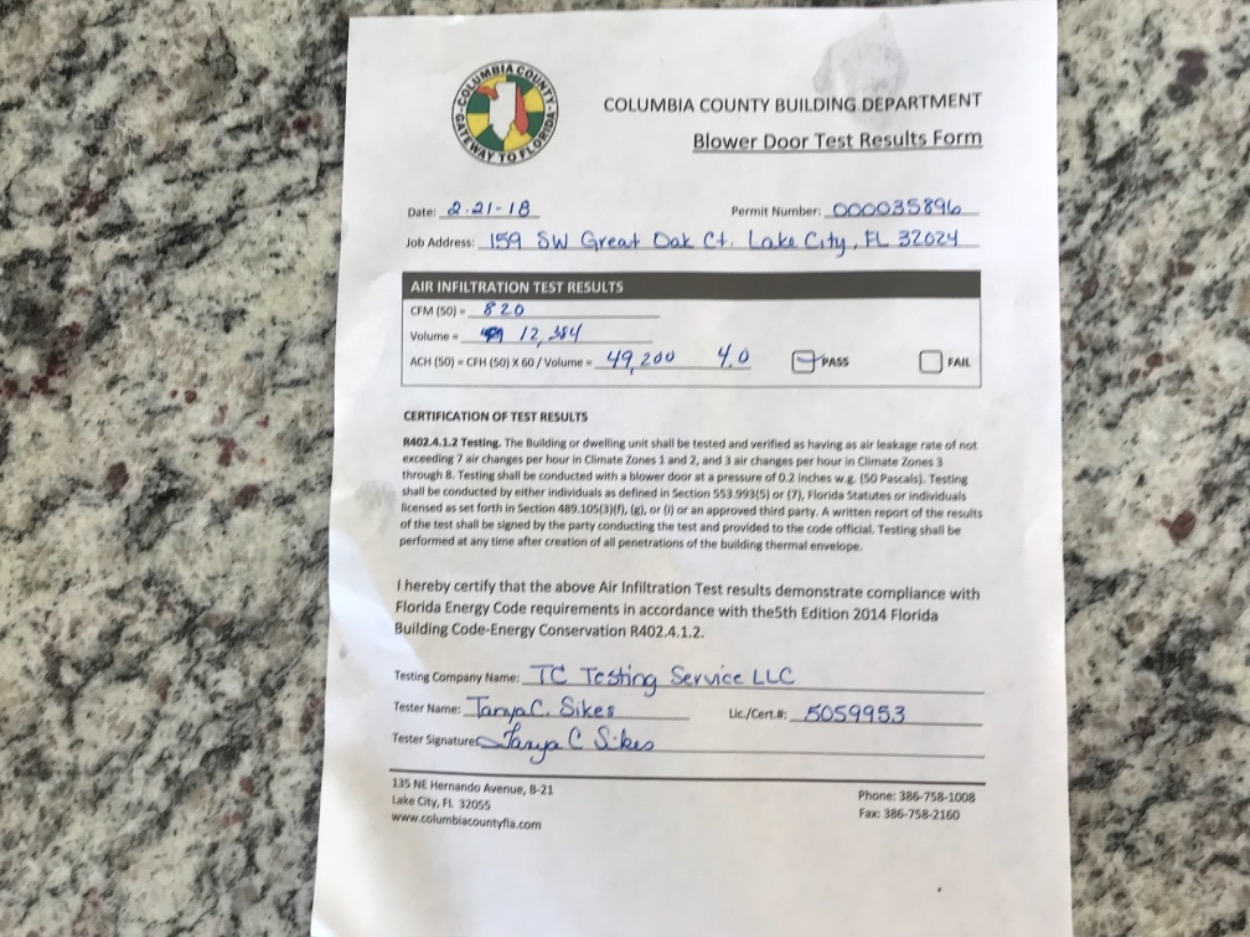 COLUMBIA COUNTY
GATEWAY TO FLORIDA
COLUMBIA COUNTY BUILDING DEPARTMENT
Blower Door Test Results Form
Date: 2-21-18 Permit Number: 000035896
Job Address: 159 SW Great Oak Ct. Lake City, FL 32024
AIR INFILTRATION TEST RESULTS
CFM (50) = 820
Volume = 12,384
ACH (50) = CFH (50) X 60 / Volume = 49,200 4.0 PASS FAIL
CERTIFICATION OF TEST RESULTS
R402.4.1.2 Testing. The Building or dwelling unit shall be tested and verified as having as air leakage rate of not
exceeding 7 air changes per hour in Climate Zones 1 and 2, and 3 air changes per hour in Climate Zones 3
through 8. Testing shall be conducted with a blower door at a pressure of 0.2 inches w.g. (50 Pascals). Testing
shall be conducted by either individuals as defined in Section 553.993(5) or (7), Florida Statutes or individuals
licensed as set forth in Section 489.105(3)(f), (g), or (i) or an approved third party. A written report of the results
of the test shall be signed by the party conducting the test and provided to the code official. Testing shall be
performed at any time after creation of all penetrations of the building thermal envelope.
I hereby certify that the above Air Infiltration Test results demonstrate compliance with
Florida Energy Code requirements in accordance with the5th Edition 2014 Florida
Building Code-Energy Conservation R402.4.1.2.
Testing Company Name: TC Testing Service LLC
Tester Name: Tanya C. Sikes Lic./Cert.#: 5059953
Tester Signature: Tanya C Sikes
135 NE Hernando Avenue, B-21
Lake City, FL 32055
www.columbiacountyfla.com
Phone: 386-758-1008
Fax: 386-758-2160